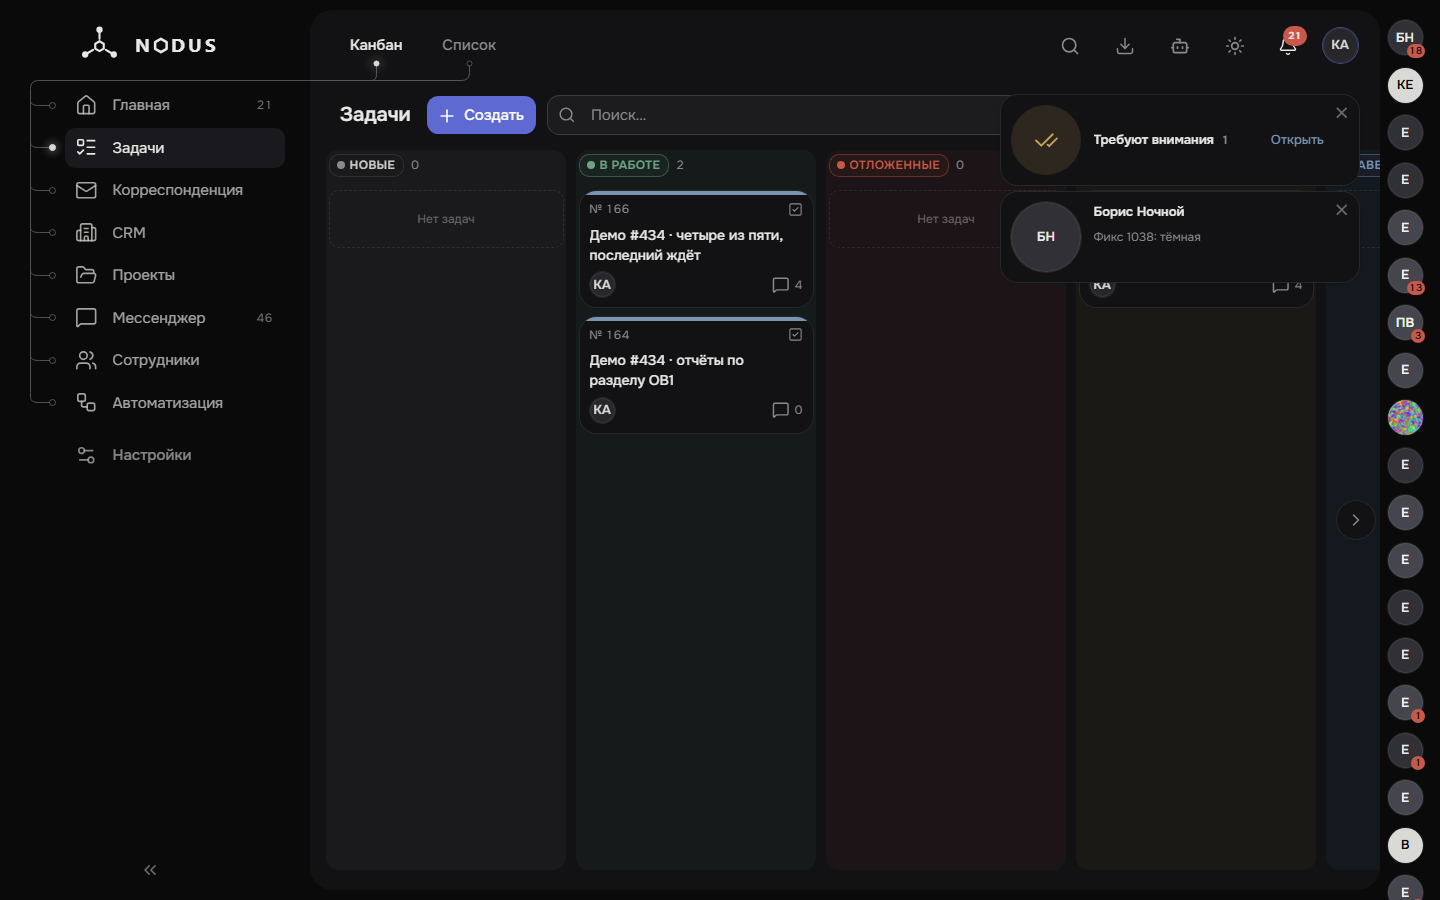 NODUS
Главная 21
Задачи
Корреспонденция
CRM
Проекты
Мессенджер 46
Сотрудники
Автоматизация
Настройки
Канбан Список
21
КА
Задачи
Создать
Поиск...
НОВЫЕ 0
Нет задач
В РАБОТЕ 2
№ 166
Демо #434 · четыре из пяти,
последний ждёт
КА 4
№ 164
Демо #434 · отчёты по
разделу ОВ1
КА 0
ОТЛОЖЕННЫЕ 0
Нет задач
КА 4
Требуют внимания 1 Открыть
БН
Борис Ночной
Фикс 1038: тёмная
БН
18
КЕ
Е
Е
Е
Е
13
ПВ
3
Е
Е
Е
Е
Е
Е
Е
1
Е
1
Е
В
Е